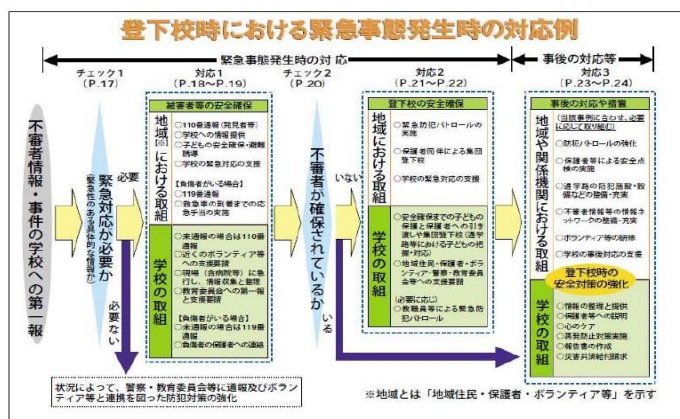 登下校時における緊急事態発生時の対応例
緊急事態発生時の対応
事後の対応等
チェック1
(P.17)
対応1
(P.18~P.19)
チェック2
(P.20)
対応2
(P.21~P.22)
対応3
(P.23~P.24)
不審者情報・事件の学校への第一報
緊急対応が必要か
(緊急性のある具体的な情報か)
必要
必要ない
被害者等の安全確保
地域(※)における取組
○110番通報(発見者等)
○学校への情報提供
○子どもの安全確保・避難
誘導
○学校の緊急対応の支援
【負傷者がいる場合】
○119番通報
○救急車の到着までの応
急手当の実施
学校の取組
○未通報の場合は110番
通報
○近くのボランティア等へ
の支援要請
○現場(含病院等)に急
行し、情報収集と整理
○教育委員会への第一報と
支援要請
【負傷者がいる場合】
○未通報の場合は119番
通報
○負傷者の保護者への連絡
不審者が確保されているか
いない
いる
登下校の安全確保
地域における取組
○緊急防犯パトロールの
実施
○保護者同伴による集団
登下校
○学校の緊急対応の支援
学校の取組
○安全確保までの子どもの
保護と保護者への引き渡
しや集団登下校(通学
路等における子どもの把
握・対応)
○地域住民・保護者・ボ
ランティア・警察・教育委員
会等への支援要請
(必要に応じ)
○教職員等による緊急防
犯パトロール
事後の対応や措置
地域や関係機関における取組
(当該事例に合わせ、必要
に応じて取り組む)
○防犯パトロールの強化
○保護者等による安全点
検の実施
○通学路の防犯施設・設
備などの整備・充実
○不審者情報等の情報ネッ
トワークの整備・充実
○ボランティア等の研修
○学校の事後対応の支援
登下校時の
安全対策の強化
学校の取組
○情報の整理と提供
○保護者等への説明
○心のケア
○再発防止対策実施
○報告書の作成
○災害共済給付請求
状況によって、警察・教育委員会等に通報及びボラン
ティア等と連携を図った防犯対策の強化
※地域とは「地域住民・保護者・ボランティア等」を示す